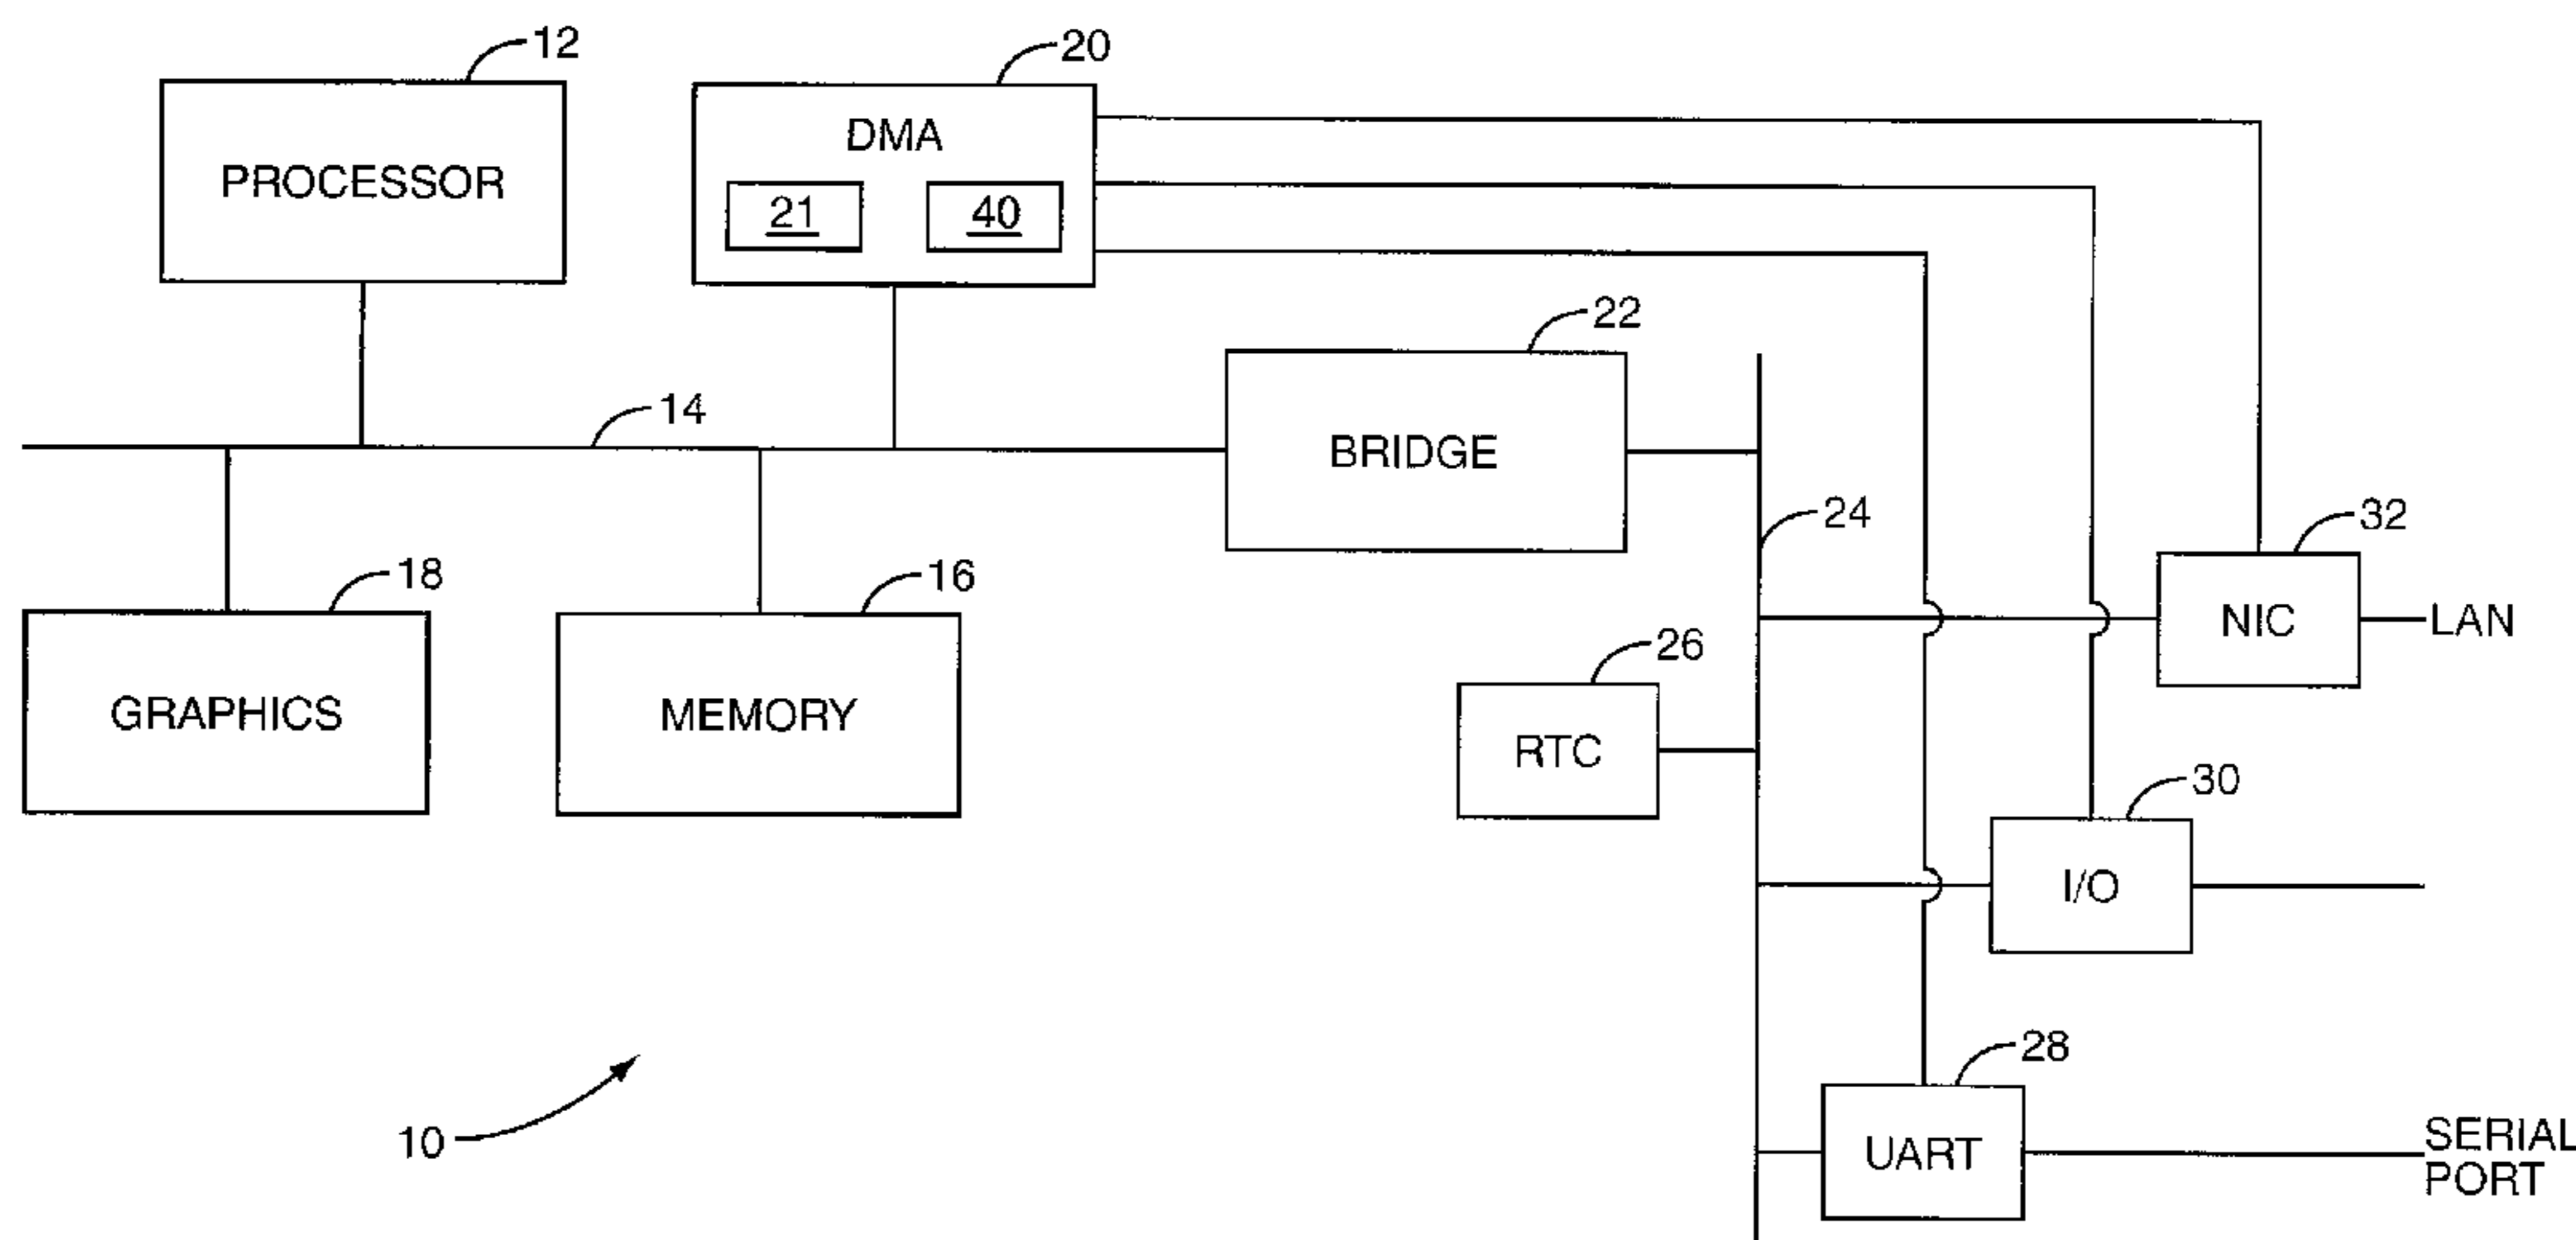 12
PROCESSOR
20
DMA
21
40
22
BRIDGE
14
24
32
NIC
LAN
18
GRAPHICS
16
MEMORY
26
RTC
30
I/O
28
UART
SERIAL
PORT
10